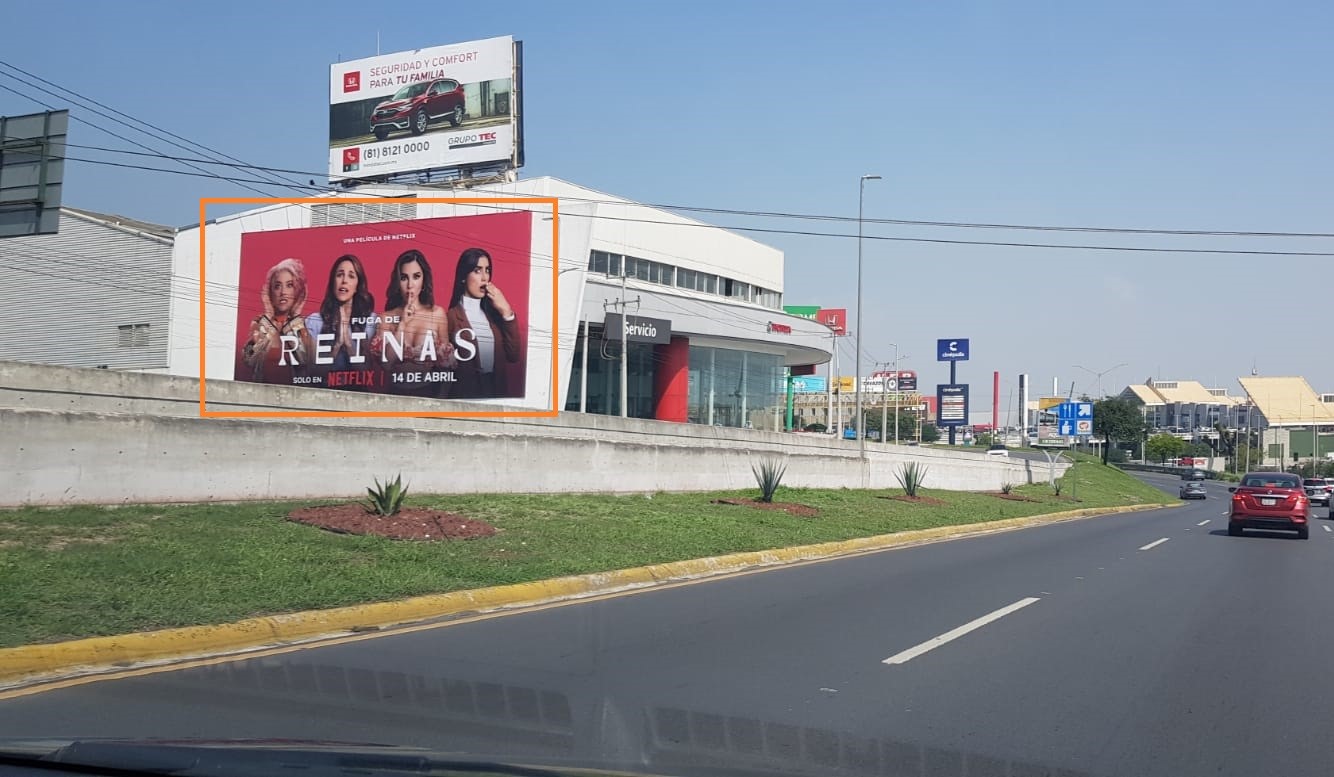 SEGURIDAD Y COMFORT
PARA TU FAMILIA
(81) 8121 0000
GRUPO TEC
UNA PELÍCULA DE NETFLIX
FUGA DE
REINAS
SOLO EN NETFLIX | 14 DE ABRIL
Servicio
TOYOTA
cinépolis